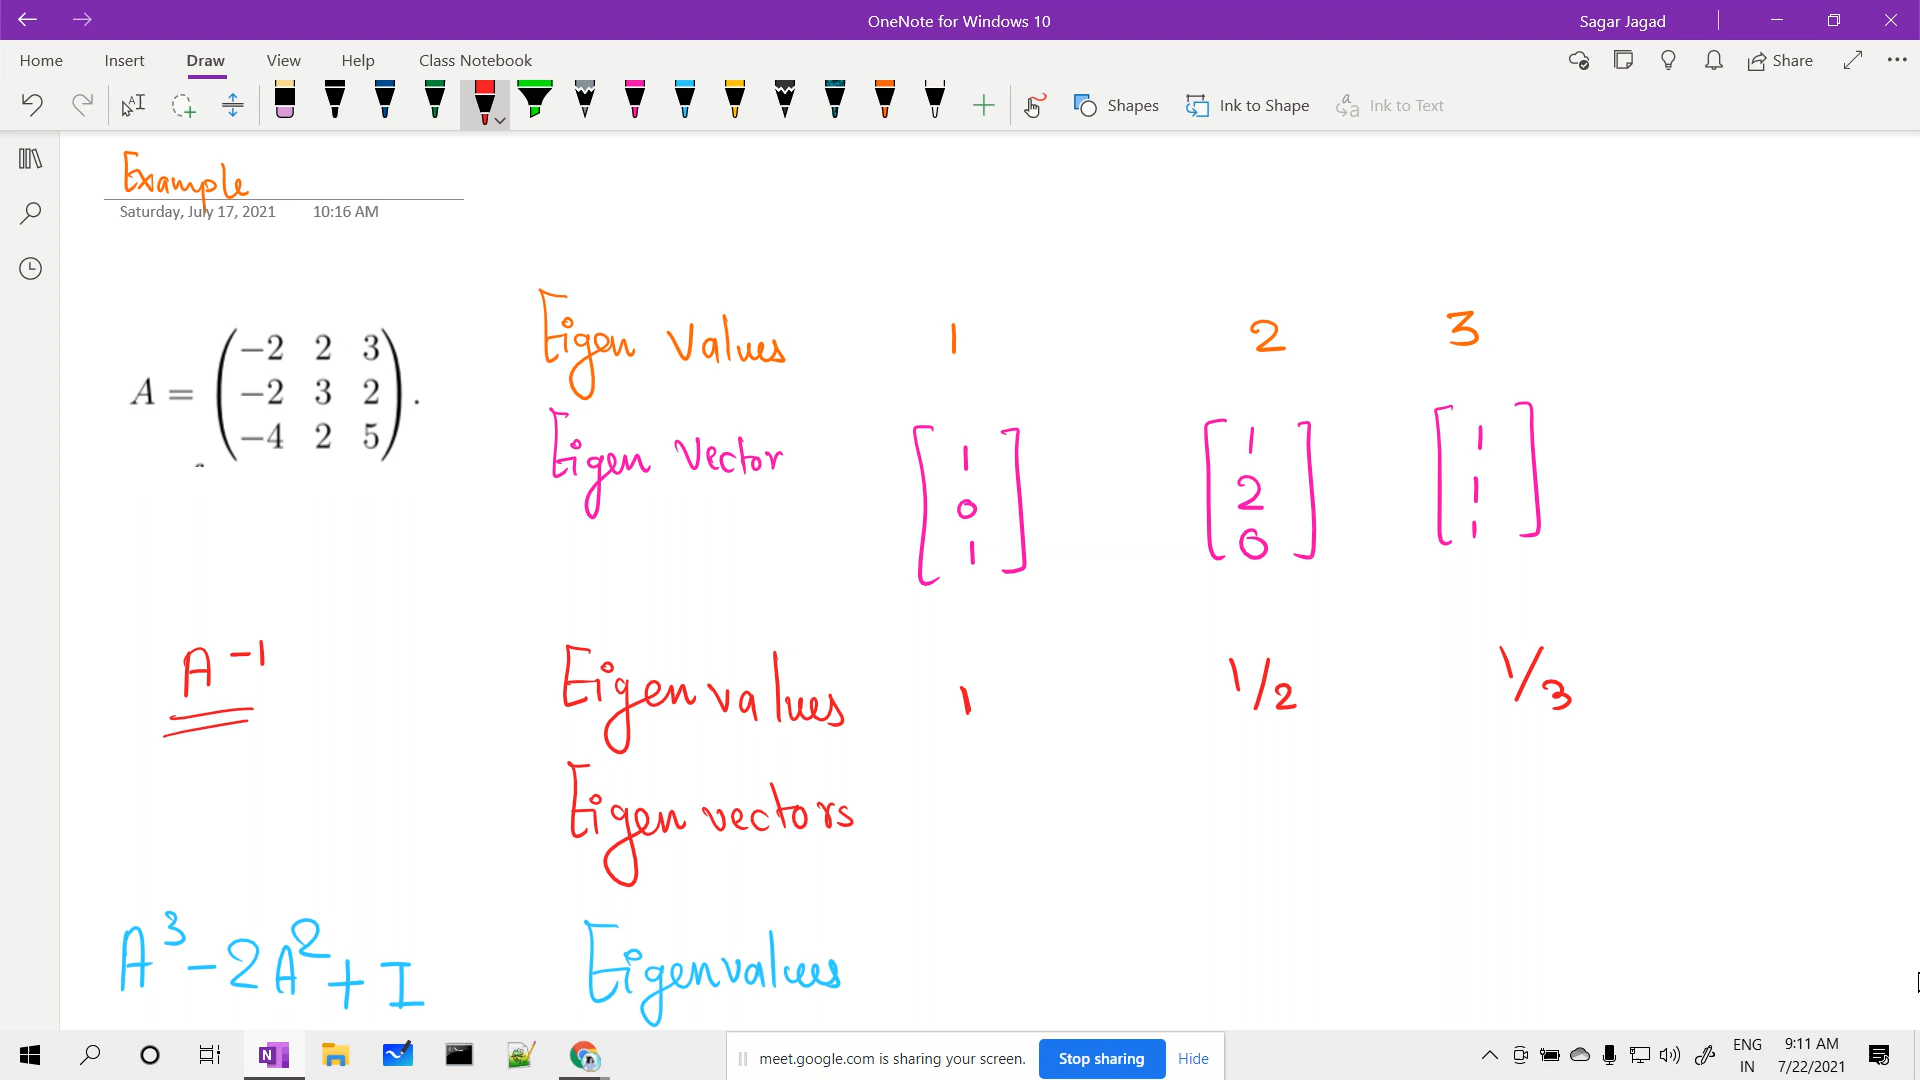 OneNote for Windows 10 Sagar Jagad
Home Insert Draw View Help Class Notebook Share
Shapes Ink to Shape Ink to Text
Example
Saturday, July 17, 2021 10:16 AM
Eigen Values 1 2 3
A = (−2 2 3
−2 3 2
−4 2 5).
Eigen Vector [1 0 1] [1 2 0] [1 1 1]
A⁻¹ Eigen values 1 1/2 1/3
Eigen vectors
A³ - 2A² + I Eigenvalues
meet.google.com is sharing your screen. Stop sharing Hide
ENG 9:11 AM
IN 7/22/2021